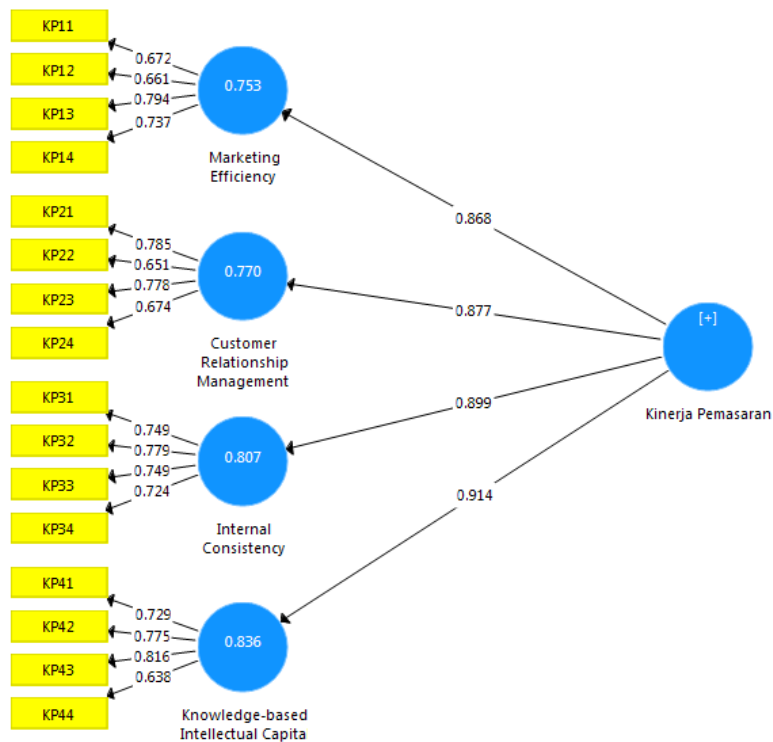 KP11
KP12
KP13
KP14
0.672
0.661
0.794
0.737
0.753
Marketing
Efficiency
KP21
KP22
KP23
KP24
0.785
0.651
0.778
0.674
0.770
Customer
Relationship
Management
KP31
KP32
KP33
KP34
0.749
0.779
0.749
0.724
0.807
Internal
Consistency
KP41
KP42
KP43
KP44
0.729
0.775
0.816
0.638
0.836
Knowledge-based
Intellectual Capita
0.868
0.877
0.899
0.914
[+]
Kinerja Pemasaran